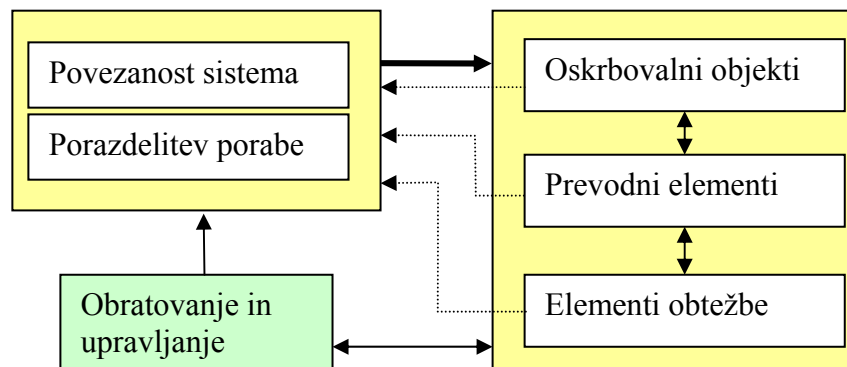 Povezanost sistema
Porazdelitev porabe
Obratovanje in
upravljanje
Oskrbovalni objekti
Prevodni elementi
Elementi obtežbe